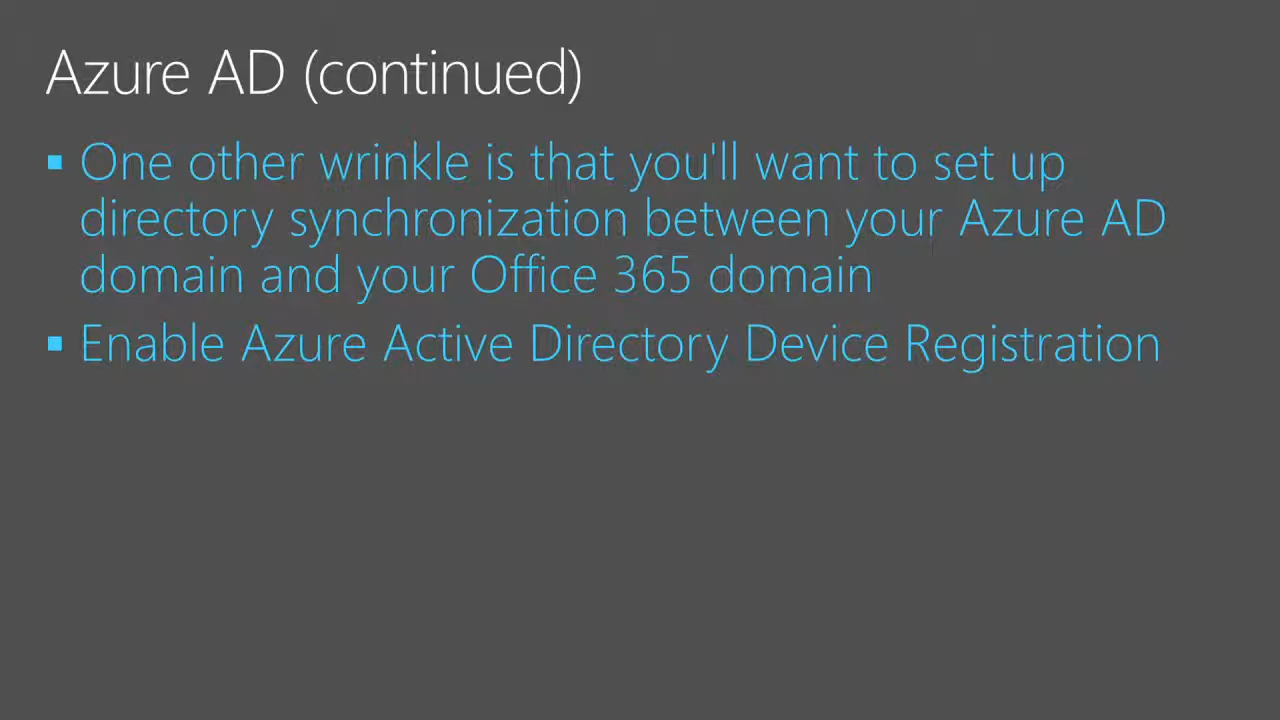 Azure AD (continued)
▪ One other wrinkle is that you'll want to set up
directory synchronization between your Azure AD
domain and your Office 365 domain
▪ Enable Azure Active Directory Device Registration